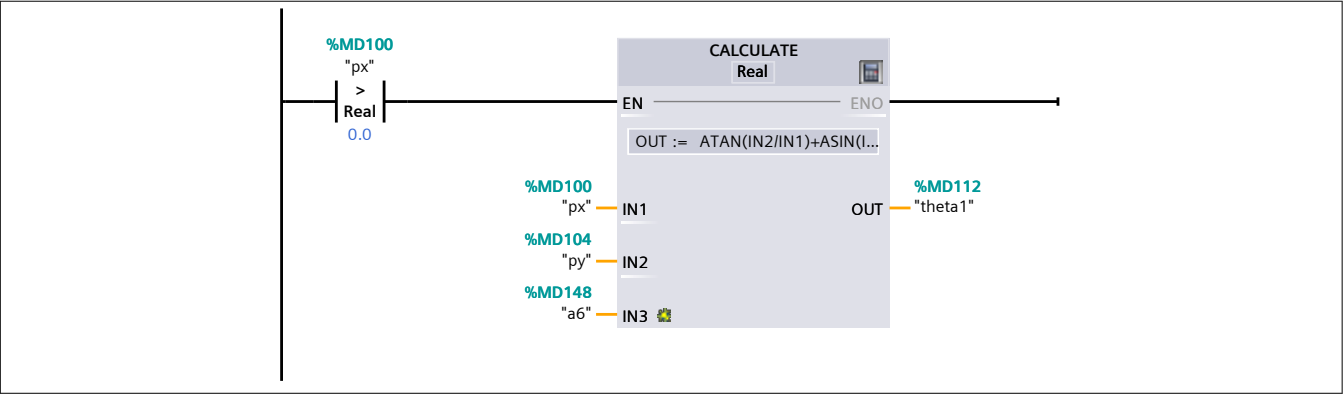 %MD100
"px"
>
Real
0.0
CALCULATE
Real
EN
ENO
OUT := ATAN(IN2/IN1)+ASIN(I...
%MD100
"px"
IN1
OUT
%MD112
"theta1"
%MD104
"py"
IN2
%MD148
"a6"
IN3